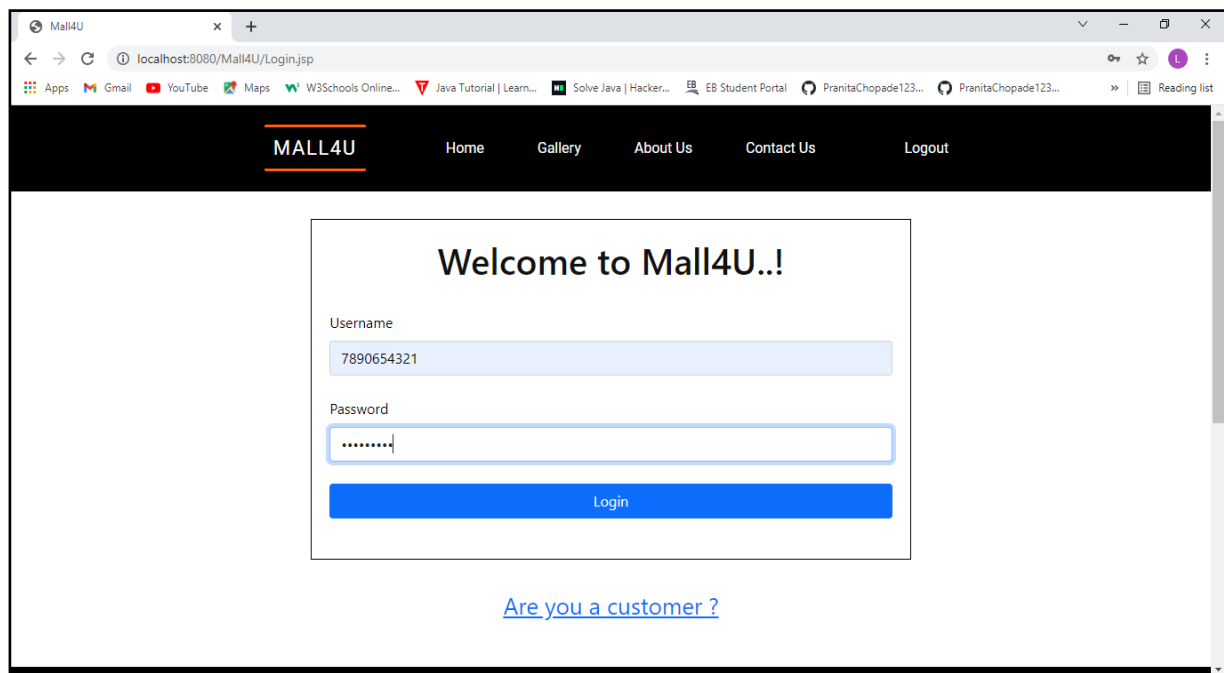 Mall4U
localhost:8080/Mall4U/Login.jsp
L
Apps Gmail YouTube Maps W3Schools Online... Java Tutorial | Learn... Solve Java | Hacker... EB Student Portal PranitaChopade123... PranitaChopade123... » Reading list
MALL4U Home Gallery About Us Contact Us Logout
Welcome to Mall4U..!
Username
7890654321
Password
•••••••••
Login
Are you a customer ?